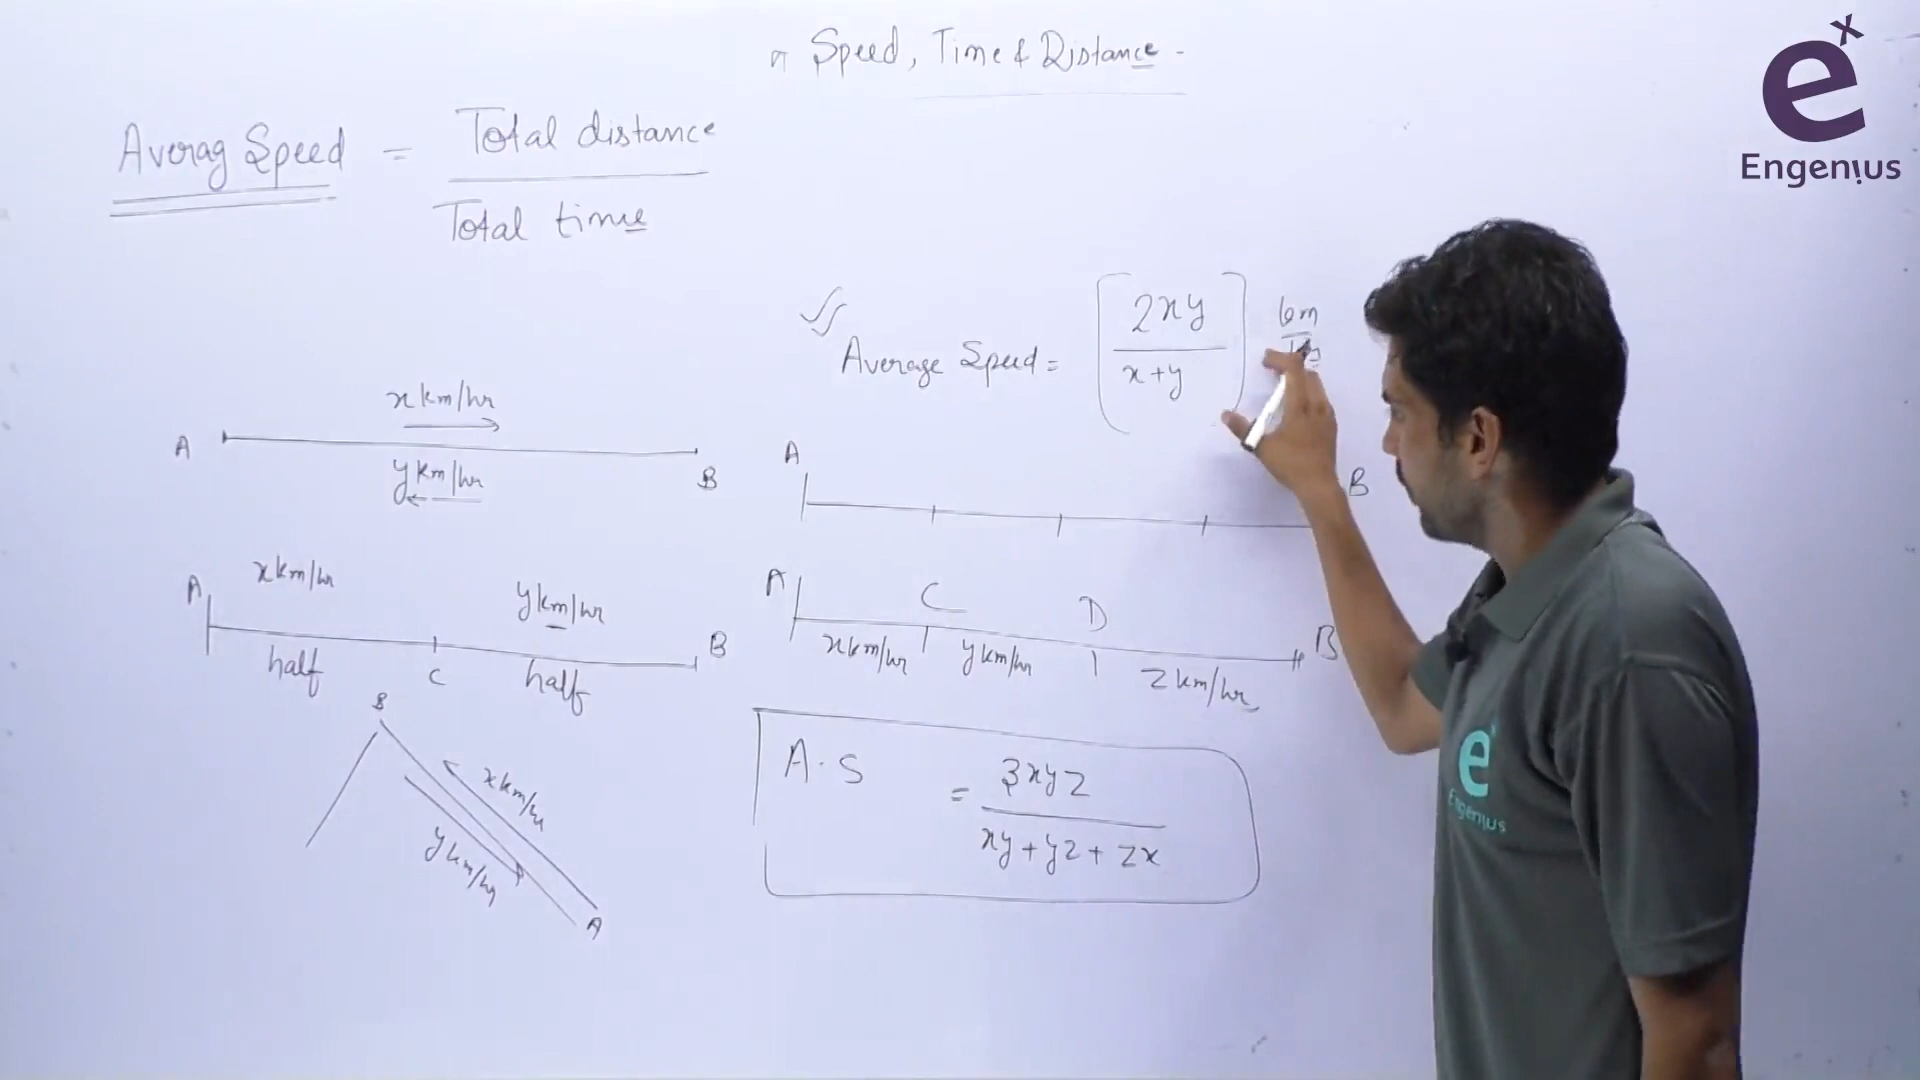 Speed, Time & Distance -
Averag Speed = Total distance
Total time
Average Speed = 2xy
x+y
km
A
x km/hr
y km/hr
B
A
B
A
x km/hr
y km/hr
B
half
C
half
A
C
D
B
x km/hr
y km/hr
z km/hr
B
x km/hr
y km/hr
A
A.S = 3xyz
xy+yz+zx
ex
Engenius
e
Engenius